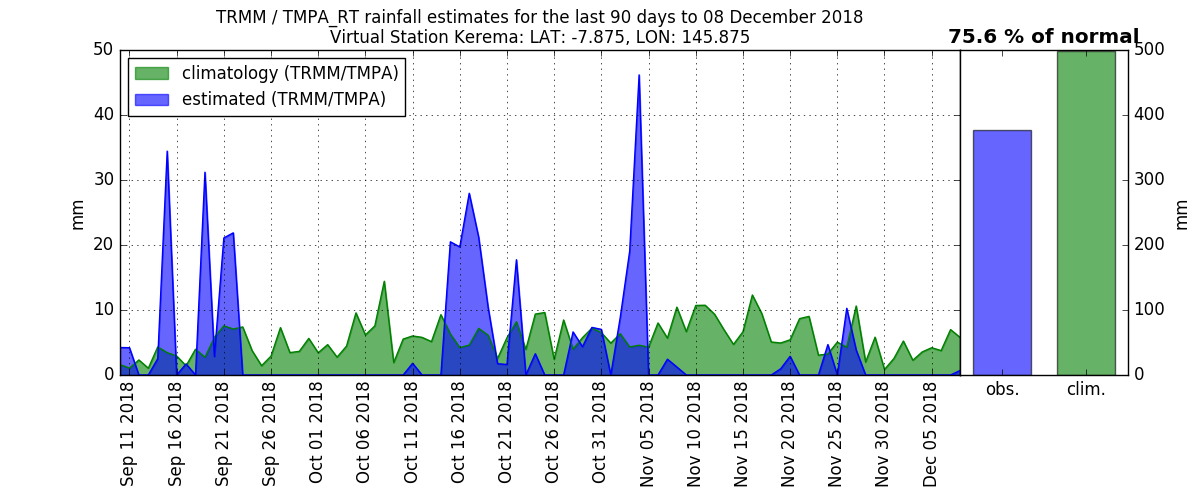 TRMM / TMPA_RT rainfall estimates for the last 90 days to 08 December 2018
Virtual Station Kerema: LAT: -7.875, LON: 145.875
75.6 % of normal
climatology (TRMM/TMPA)
estimated (TRMM/TMPA)
50
40
30
20
10
0
mm
500
400
300
200
100
0
mm
Sep 11 2018
Sep 16 2018
Sep 21 2018
Sep 26 2018
Oct 01 2018
Oct 06 2018
Oct 11 2018
Oct 16 2018
Oct 21 2018
Oct 26 2018
Oct 31 2018
Nov 05 2018
Nov 10 2018
Nov 15 2018
Nov 20 2018
Nov 25 2018
Nov 30 2018
Dec 05 2018
obs.
clim.